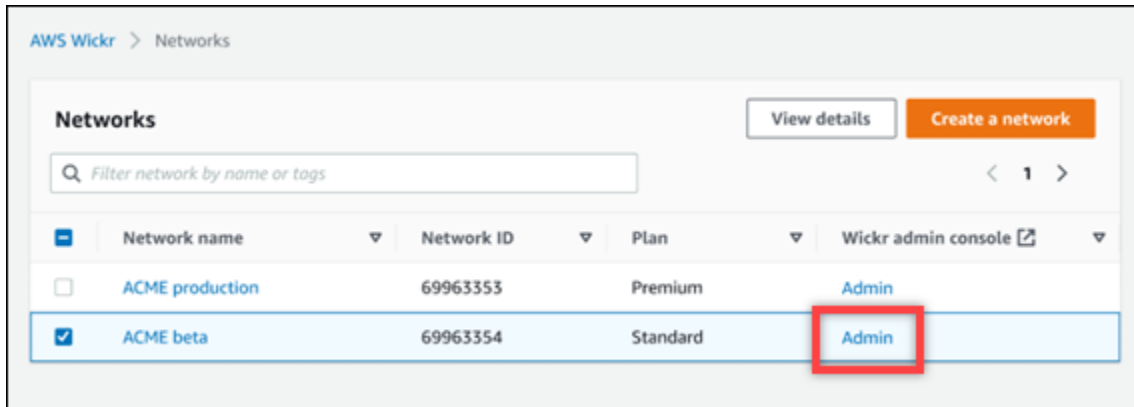 AWS Wickr > Networks
Networks View details Create a network
Filter network by name or tags < 1 >
Network name Network ID Plan Wickr admin console
ACME production 69963353 Premium Admin
ACME beta 69963354 Standard Admin